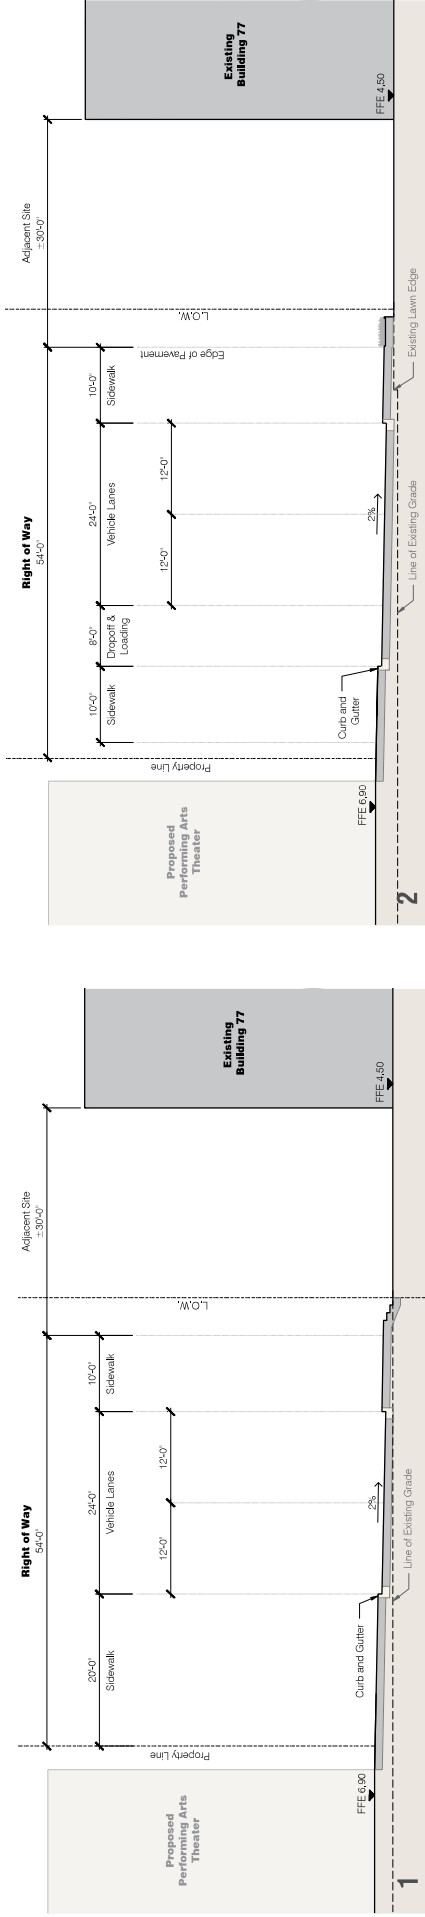 Right of Way
54'-0"
Adjacent Site
±30'-0"
10'-0"
Sidewalk
8'-0"
Dropoff &
Loading
24'-0"
Vehicle Lanes
10'-0"
Sidewalk
12'-0"
12'-0"
Property Line
Edge of Pavement
L.O.W.
Proposed
Performing Arts
Theater
Existing
Building 77
Curb and
Gutter
2%
FFE 6.90
FFE 4.50
Line of Existing Grade
Existing Lawn Edge
2
Right of Way
54'-0"
Adjacent Site
±30'-0"
20'-0"
Sidewalk
24'-0"
Vehicle Lanes
10'-0"
Sidewalk
12'-0"
12'-0"
Property Line
L.O.W.
Proposed
Performing Arts
Theater
Existing
Building 77
Curb and Gutter
2%
FFE 6.90
FFE 4.50
Line of Existing Grade
1